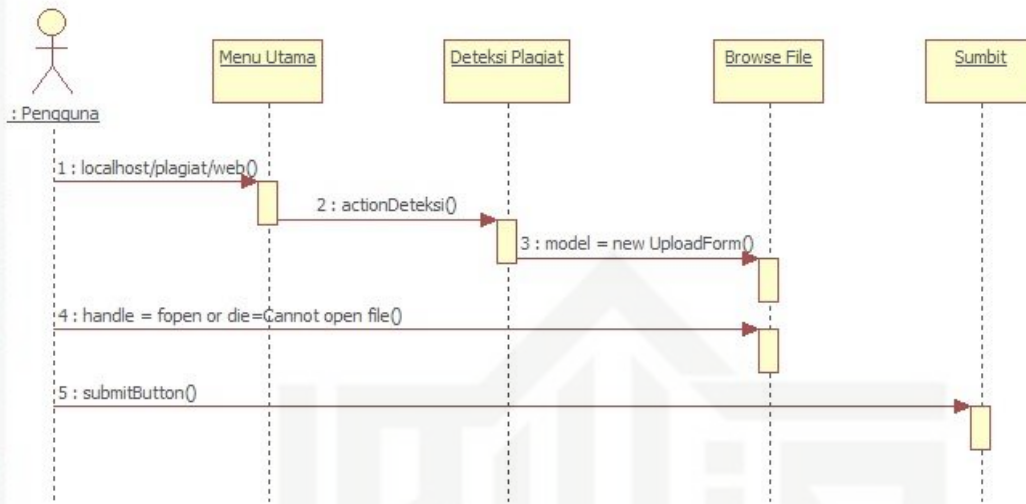 Menu Utama
Deteksi Plagiat
Browse File
Sumbit
: Pengguna
1 : localhost/plagiat/web()
2 : actionDeteksi()
3 : model = new UploadForm()
4 : handle = fopen or die=Cannot open file()
5 : submitButton()